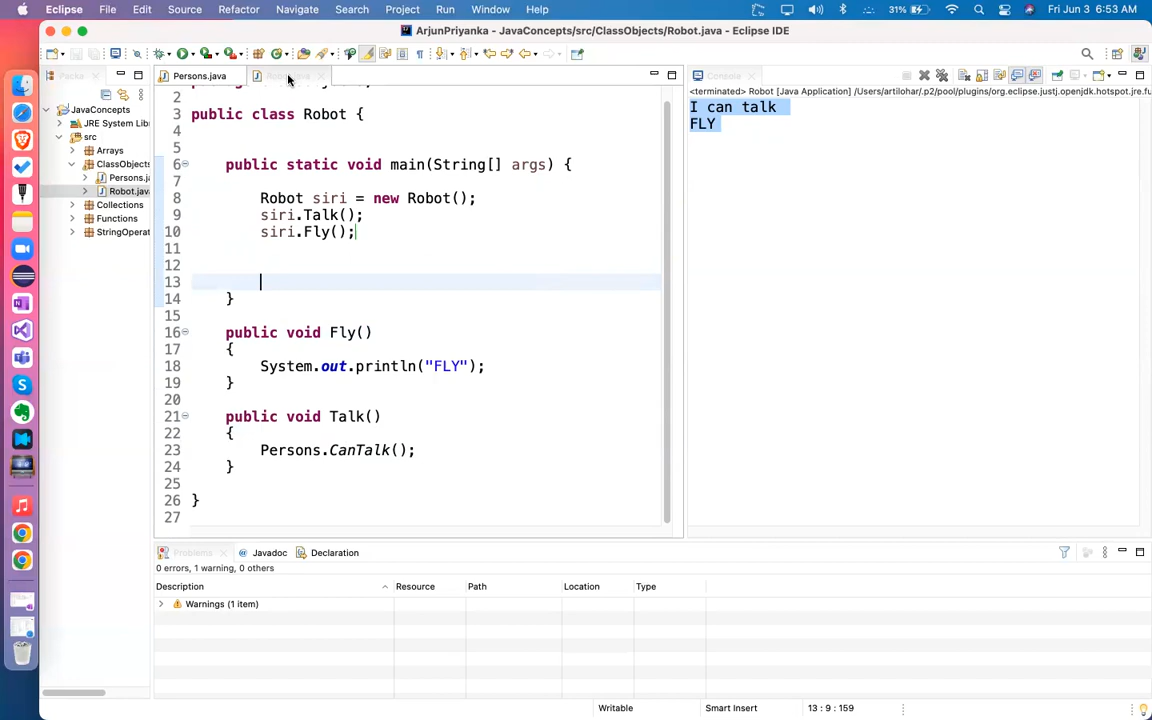 Eclipse File Edit Source Refactor Navigate Search Project Run Window Help 31% Fri Jun 3 6:53 AM
ArjunPriyanka - JavaConcepts/src/ClassObjects/Robot.java - Eclipse IDE
Persons.java
Console
<terminated> Robot [Java Application] /Users/artilohar/.p2/pool/plugins/org.eclipse.justj.openjdk.hotspot.jre.fu
I can talk
FLY
JavaConcepts
JRE System Lib
src
Arrays
ClassObjects
Persons.j
Robot.java
Collections
Functions
StringOperat
2
3 public class Robot {
4
5
6 public static void main(String[] args) {
7
8 Robot siri = new Robot();
9 siri.Talk();
10 siri.Fly();
11
12
13
14 }
15
16 public void Fly()
17 {
18 System.out.println("FLY");
19 }
20
21 public void Talk()
22 {
23 Persons.CanTalk();
24 }
25
26 }
27
Problems Javadoc Declaration
0 errors, 1 warning, 0 others
Description Resource Path Location Type
Warnings (1 item)
Writable Smart Insert 13 : 9 : 159